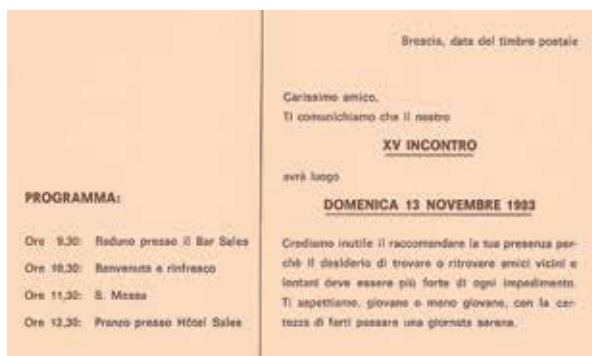 PROGRAMMA:
Ore 9,30: Raduno presso il Bar Sales
Ore 10,30: Benvenuto e rinfresco
Ore 11,30: S. Messa
Ore 12,30: Pranzo presso Hôtel Sales
Brescia, data del timbro postale
Carissimo amico,
Ti comunichiamo che il nostro
XV INCONTRO
avrà luogo
DOMENICA 13 NOVEMBRE 1983
Crediamo inutile il raccomandare la tua presenza per-
chè il desiderio di trovare o ritrovare amici vicini e
lontani deve essere più forte di ogni impedimento.
Ti aspettiamo, giovane o meno giovane, con la cer-
tezza di farti passare una giornata serena.